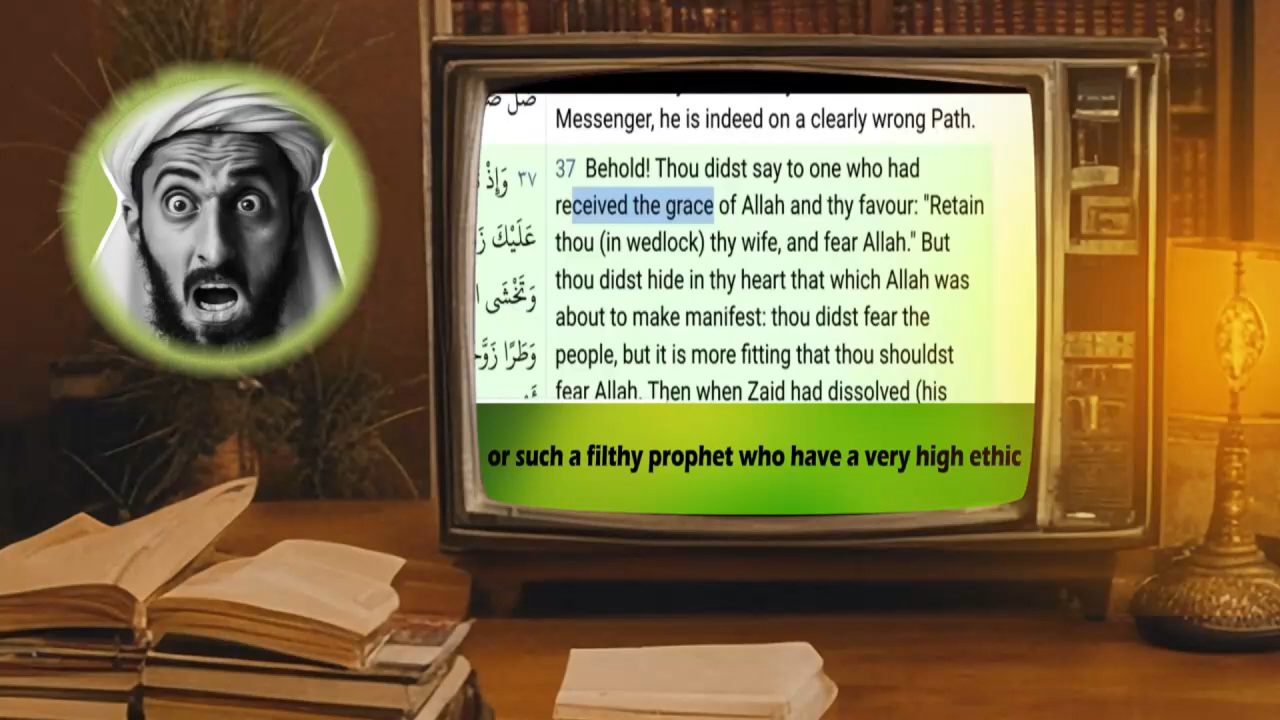 Messenger, he is indeed on a clearly wrong Path.
37 Behold! Thou didst say to one who had
received the grace of Allah and thy favour: "Retain
thou (in wedlock) thy wife, and fear Allah." But
thou didst hide in thy heart that which Allah was
about to make manifest: thou didst fear the
people, but it is more fitting that thou shouldst
fear Allah. Then when Zaid had dissolved (his
٣٧ وَإِذْ
عَلَيْكَ
وَتَخْشَى
وَطَرًا
or such a filthy prophet who have a very high ethic